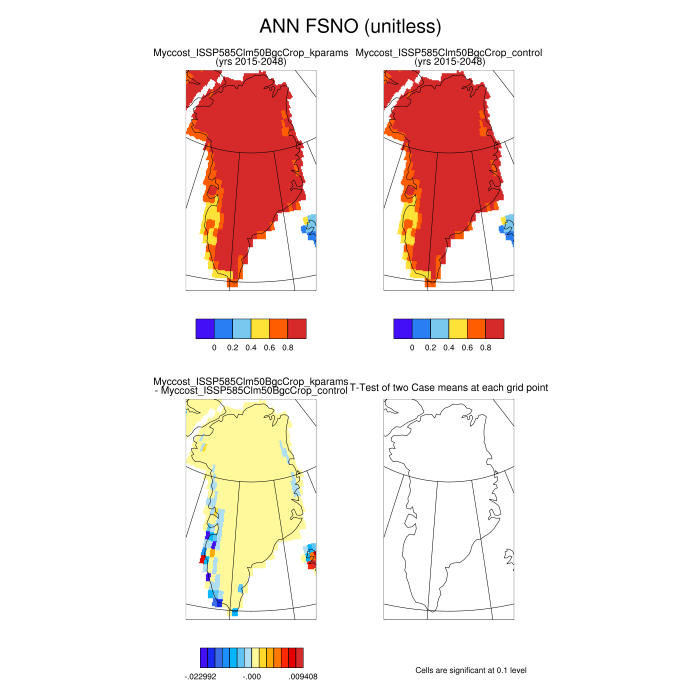 ANN FSNO (unitless)
Myccost_ISSP585Clm50BgcCrop_kparams
(yrs 2015-2048)
Myccost_ISSP585Clm50BgcCrop_control
(yrs 2015-2048)
0 0.2 0.4 0.6 0.8
0 0.2 0.4 0.6 0.8
Myccost_ISSP585Clm50BgcCrop_kparams
- Myccost_ISSP585Clm50BgcCrop_control
T-Test of two Case means at each grid point
-.022992 -.000 .009408
Cells are significant at 0.1 level